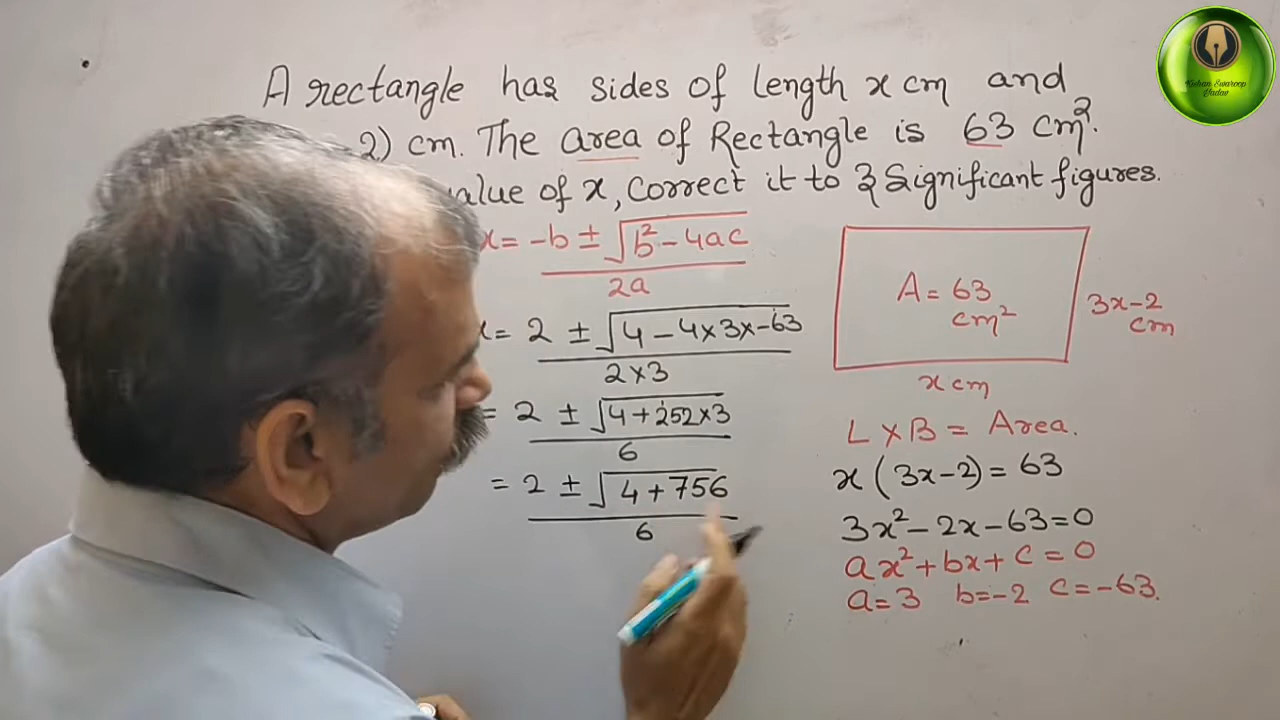 A rectangle has sides of length x cm and
-2) cm. The area of Rectangle is 63 cm².
value of x, correct it to 3 Significant figures.
x = -b ± √b² - 4ac
2a
x = 2 ± √4 - 4×3×-63
2×3
= 2 ± √4+252×3
6
= 2 ± √4+756
6
A = 63
cm²
3x-2
cm
x cm
L × B = Area.
x (3x-2) = 63
3x² - 2x - 63 = 0
ax² + bx + c = 0
a = 3 b = -2 c = -63.
Kishan Swaroop
Yadav